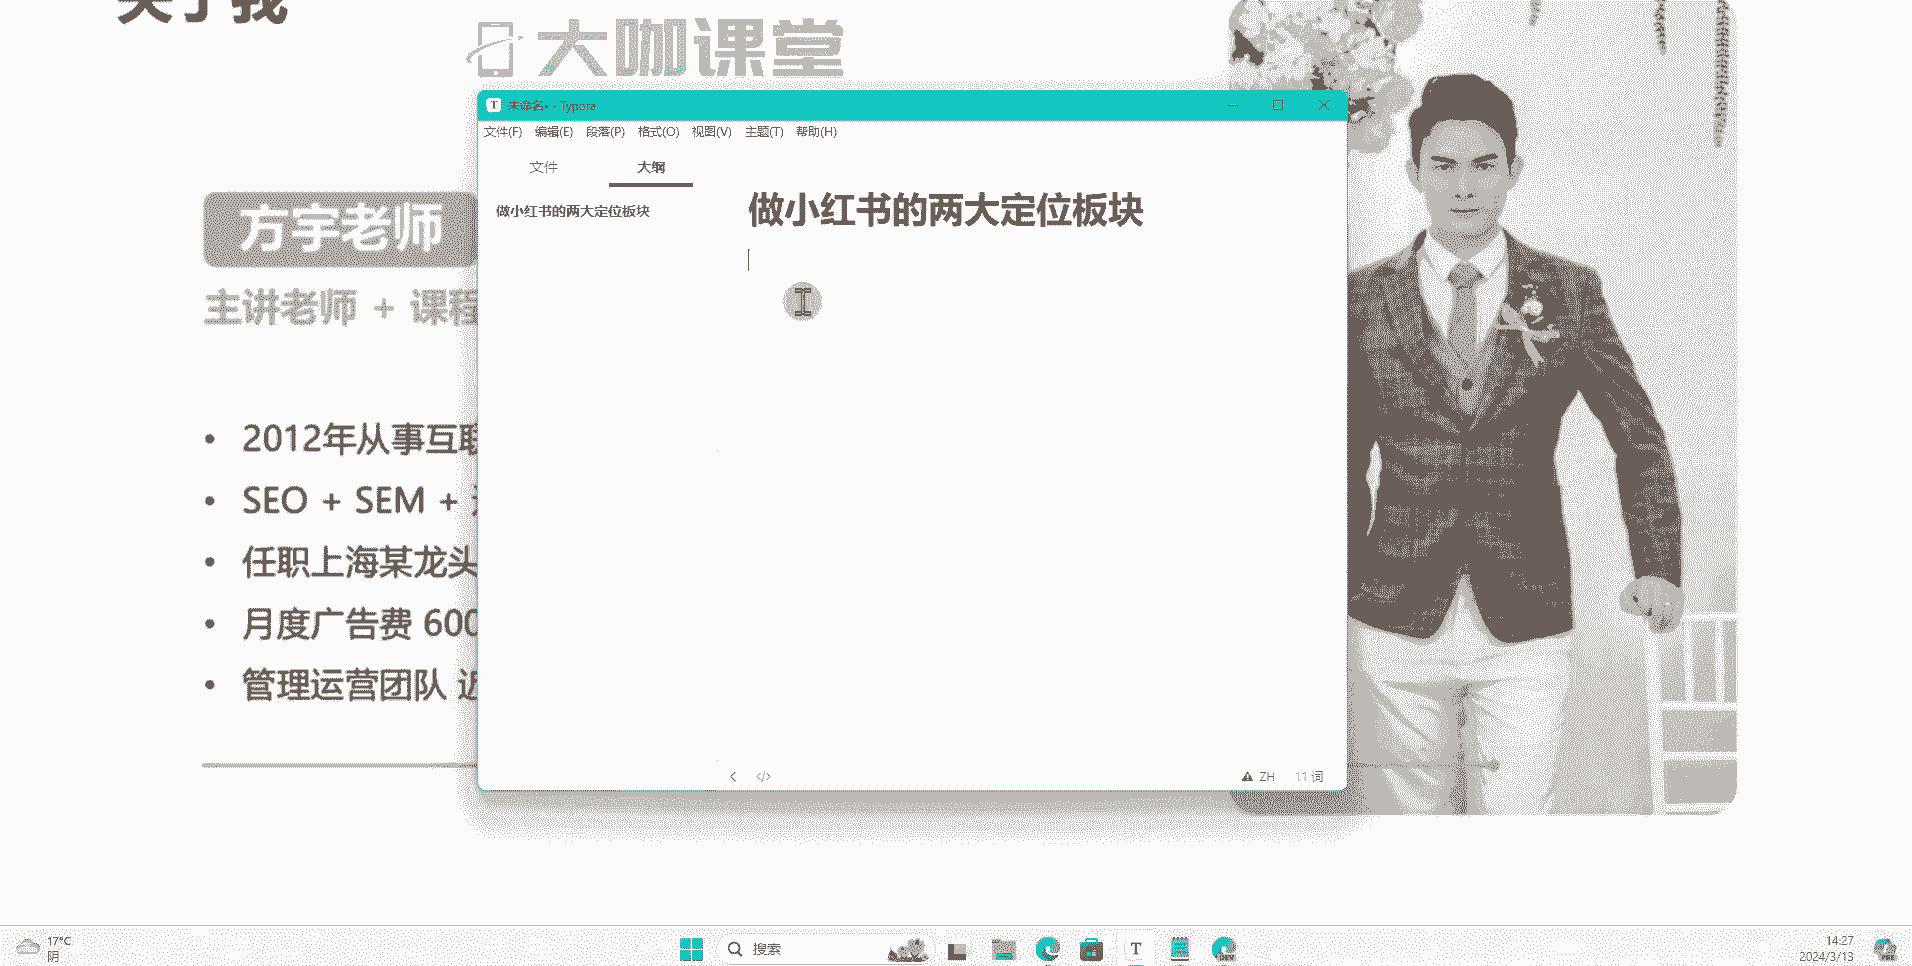 关于我
大咖课堂
方宇老师
主讲老师 + 课程
2012年从事互联
SEO + SEM +
任职上海某龙头
月度广告费 600
管理运营团队 近
T 未命名• - Typora
文件(F) 编辑(E) 段落(P) 格式(O) 视图(V) 主题(T) 帮助(H)
文件 大纲
做小红书的两大定位板块
做小红书的两大定位板块
</> ZH 11 词
17°C
阴
搜索
T
DEV
14:27
2024/3/13
PRE